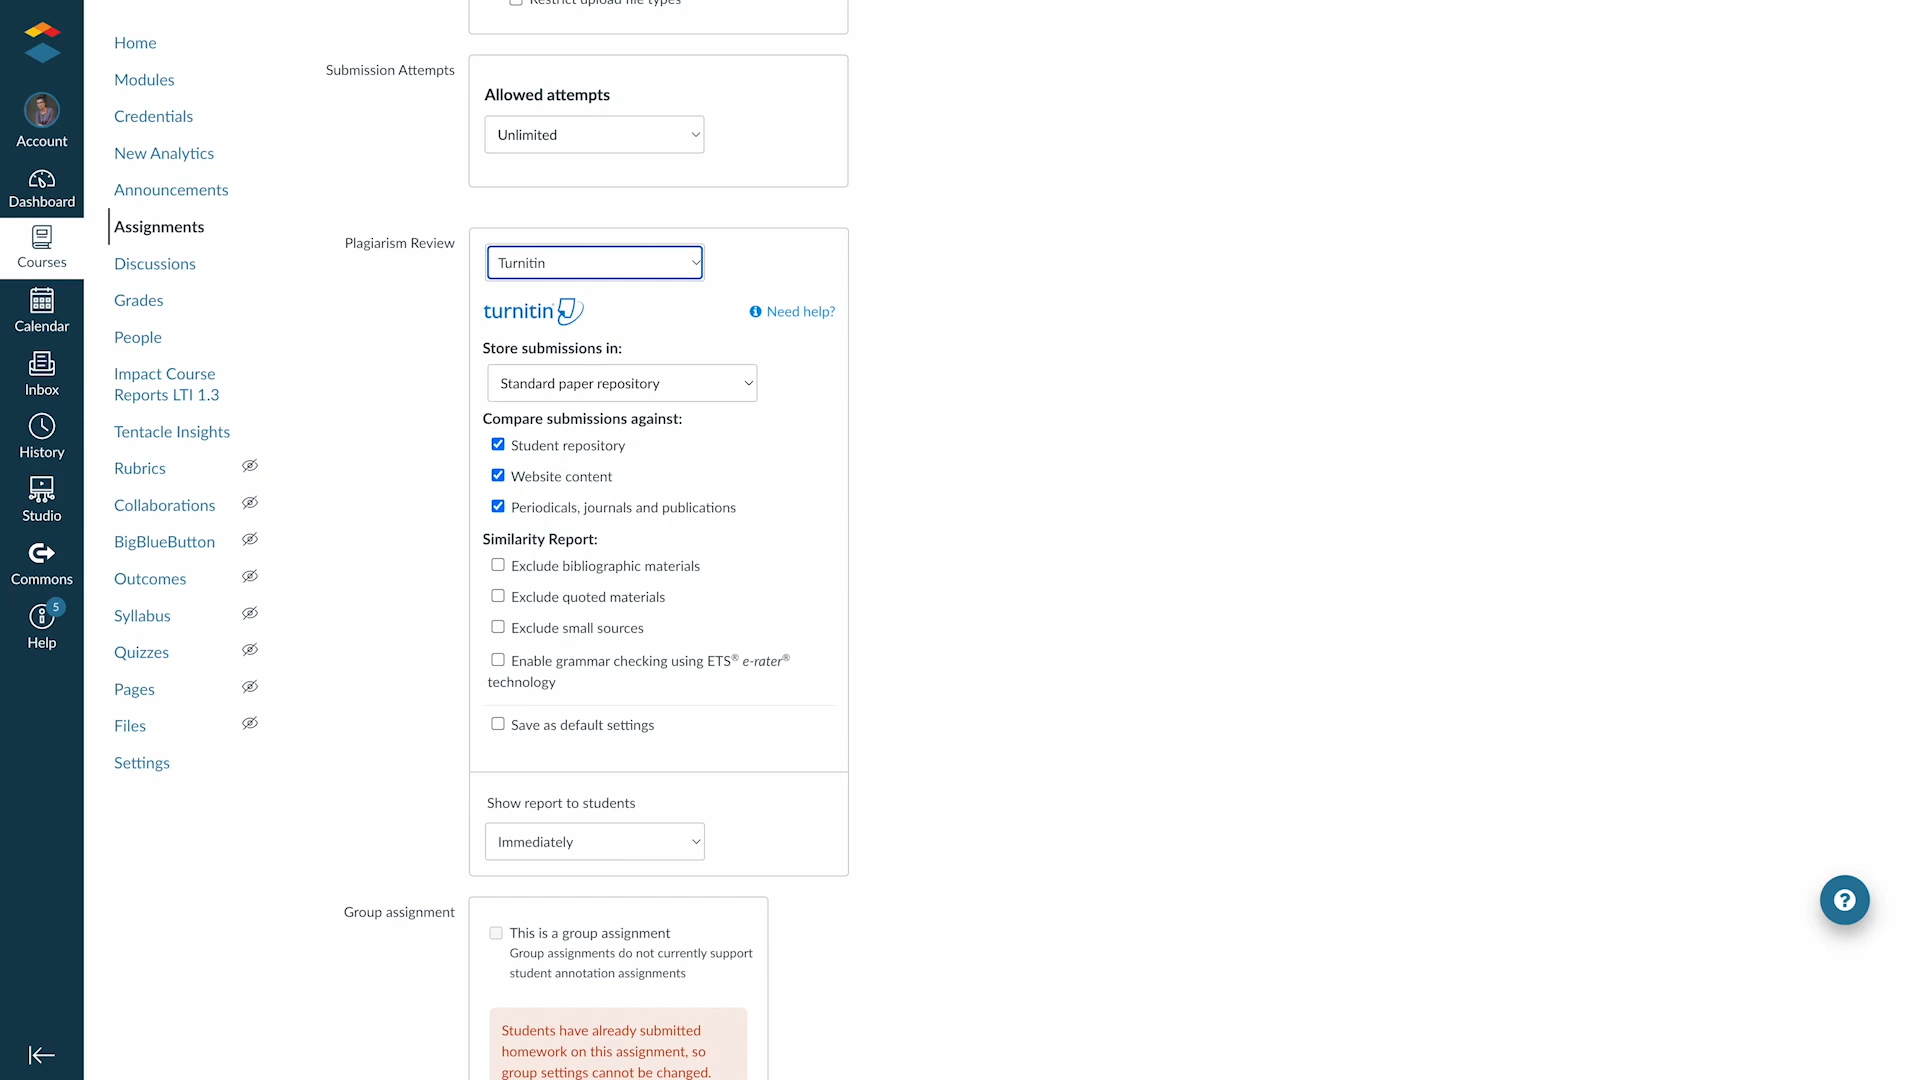 Account
Dashboard
Courses
Calendar
Inbox
History
Studio
Commons
5
Help
Home
Modules
Credentials
New Analytics
Announcements
Assignments
Discussions
Grades
People
Impact Course
Reports LTI 1.3
Tentacle Insights
Rubrics
Collaborations
BigBlueButton
Outcomes
Syllabus
Quizzes
Pages
Files
Settings
Restrict upload file types
Submission Attempts
Allowed attempts
Unlimited
Plagiarism Review
Turnitin
turnitin
Need help?
Store submissions in:
Standard paper repository
Compare submissions against:
Student repository
Website content
Periodicals, journals and publications
Similarity Report:
Exclude bibliographic materials
Exclude quoted materials
Exclude small sources
Enable grammar checking using ETS® e-rater®
technology
Save as default settings
Show report to students
Immediately
Group assignment
This is a group assignment
Group assignments do not currently support
student annotation assignments
Students have already submitted
homework on this assignment, so
group settings cannot be changed.